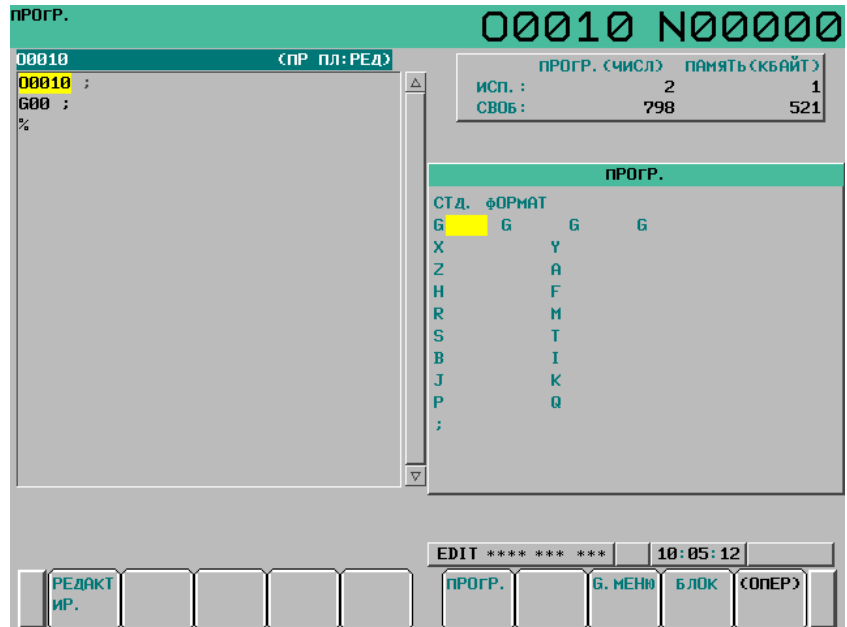 ПРОГР.
O0010 N00000
O0010 (ПР ПЛ:РЕД)
O0010 ;
G00 ;
%
ПРОГР.(ЧИСЛ) ПАМЯТЬ(КБАЙТ)
ИСП.: 2 1
СВОБ: 798 521
ПРОГР.
СТД. ФОРМАТ
G G G G
X Y
Z A
H F
R M
S T
B I
J K
P Q
;
EDIT **** *** *** 10:05:12
РЕДАКТ
ИР.
ПРОГР. G.МЕНЮ БЛОК (ОПЕР)